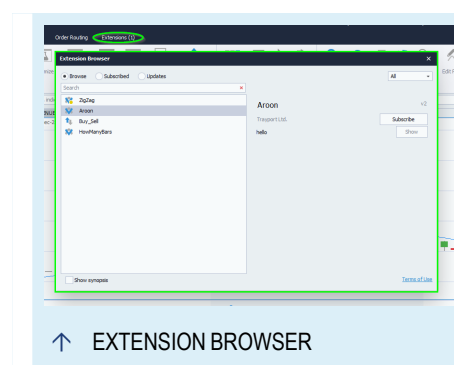 Order Routing Extensions (1)
Extension Browser ×
Browse Subscribed Updates All
Search ×
ZigZag
Aroon
Buy_Sell
HowManyBars
Aroon v2
Trayport Ltd. Subscribe
hello Show
Show synopsis Terms of Use
↑ EXTENSION BROWSER